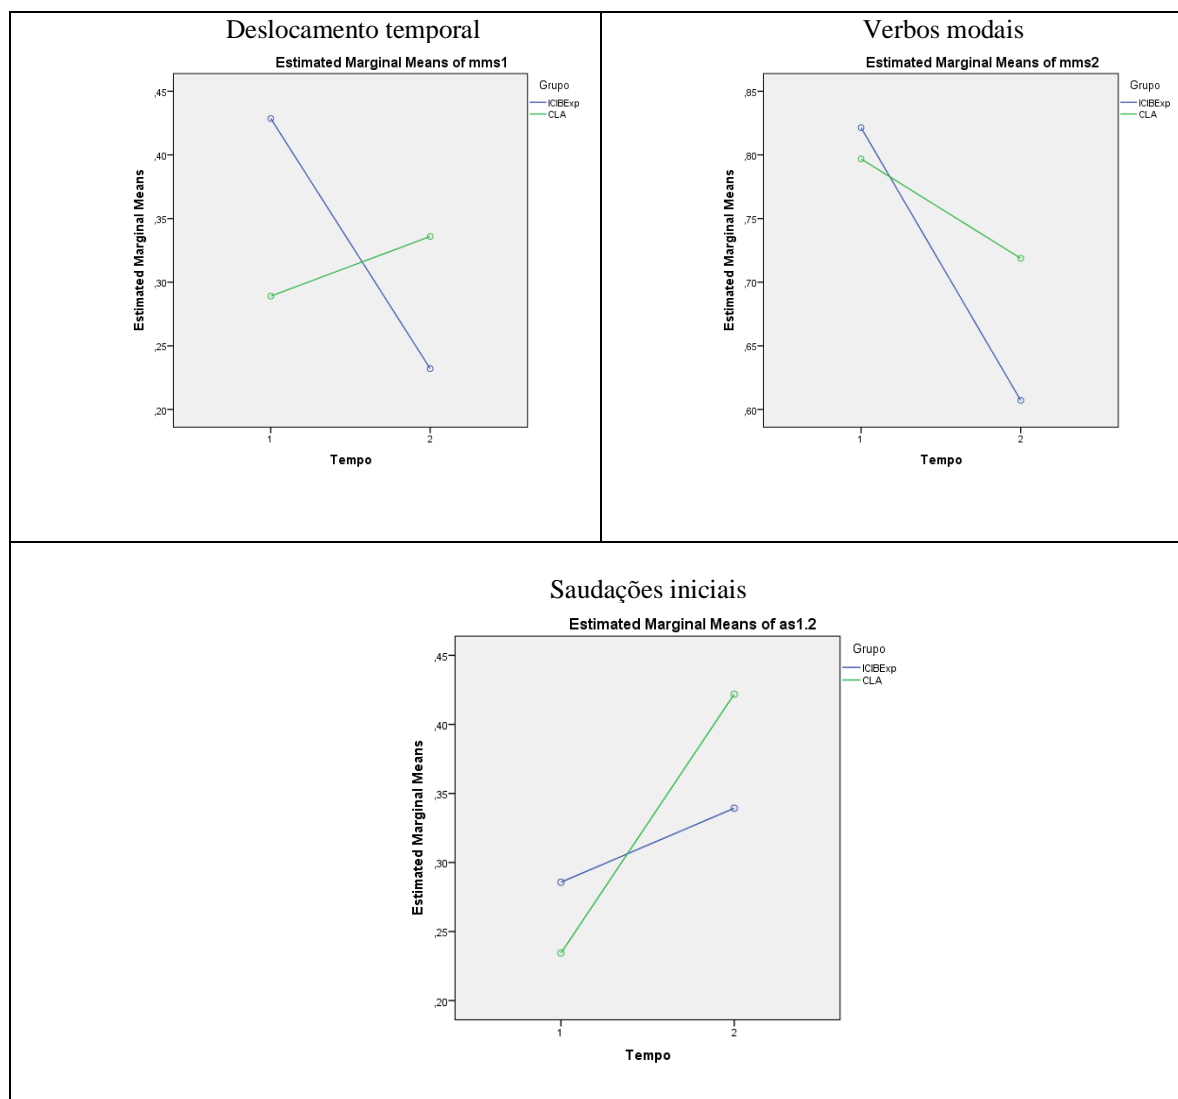 Deslocamento temporal
Estimated Marginal Means of mms1
Grupo
ICIBExp
CLA
,45
,40
,35
,30
,25
,20
Estimated Marginal Means
1
2
Tempo
Verbos modais
Estimated Marginal Means of mms2
Grupo
ICIBExp
CLA
,85
,80
,75
,70
,65
,60
Estimated Marginal Means
1
2
Tempo
Saudações iniciais
Estimated Marginal Means of as1.2
Grupo
ICIBExp
CLA
,45
,40
,35
,30
,25
,20
Estimated Marginal Means
1
2
Tempo